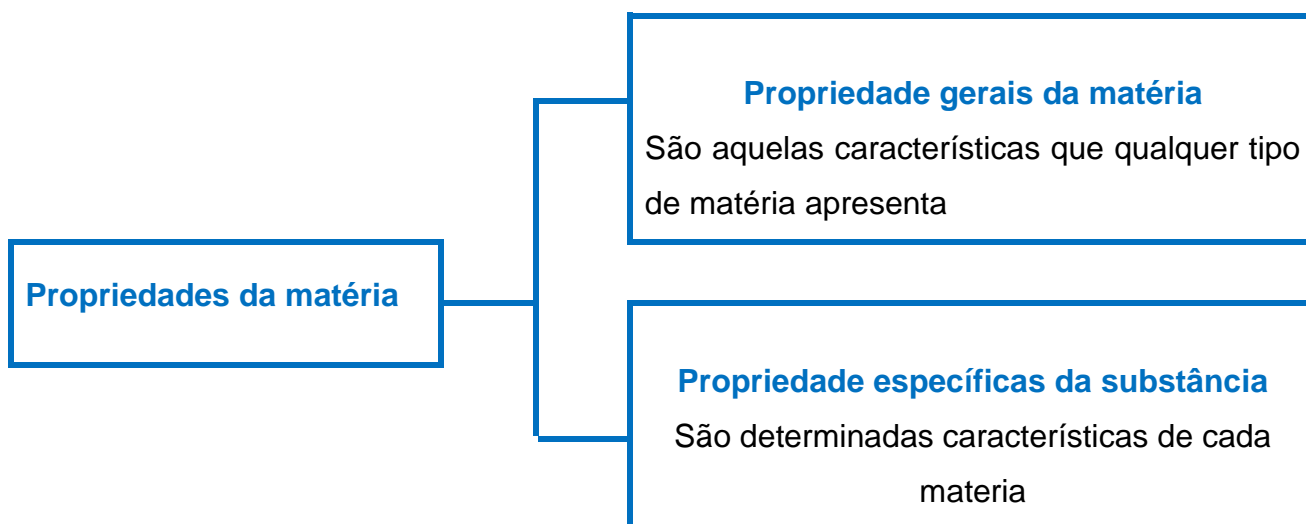 Propriedade gerais da matéria
São aquelas características que qualquer tipo
de matéria apresenta
Propriedades da matéria
Propriedade específicas da substância
São determinadas características de cada
materia